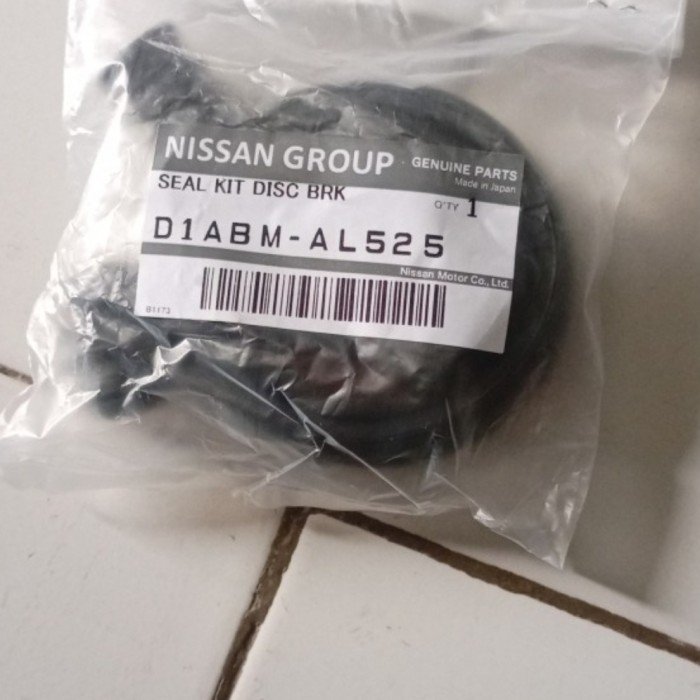 NISSAN GROUP · GENUINE PARTS
Made in Japan
SEAL KIT DISC BRK
Q'TY 1
D1ABM-AL525
Nissan Motor Co., Ltd.
B1173